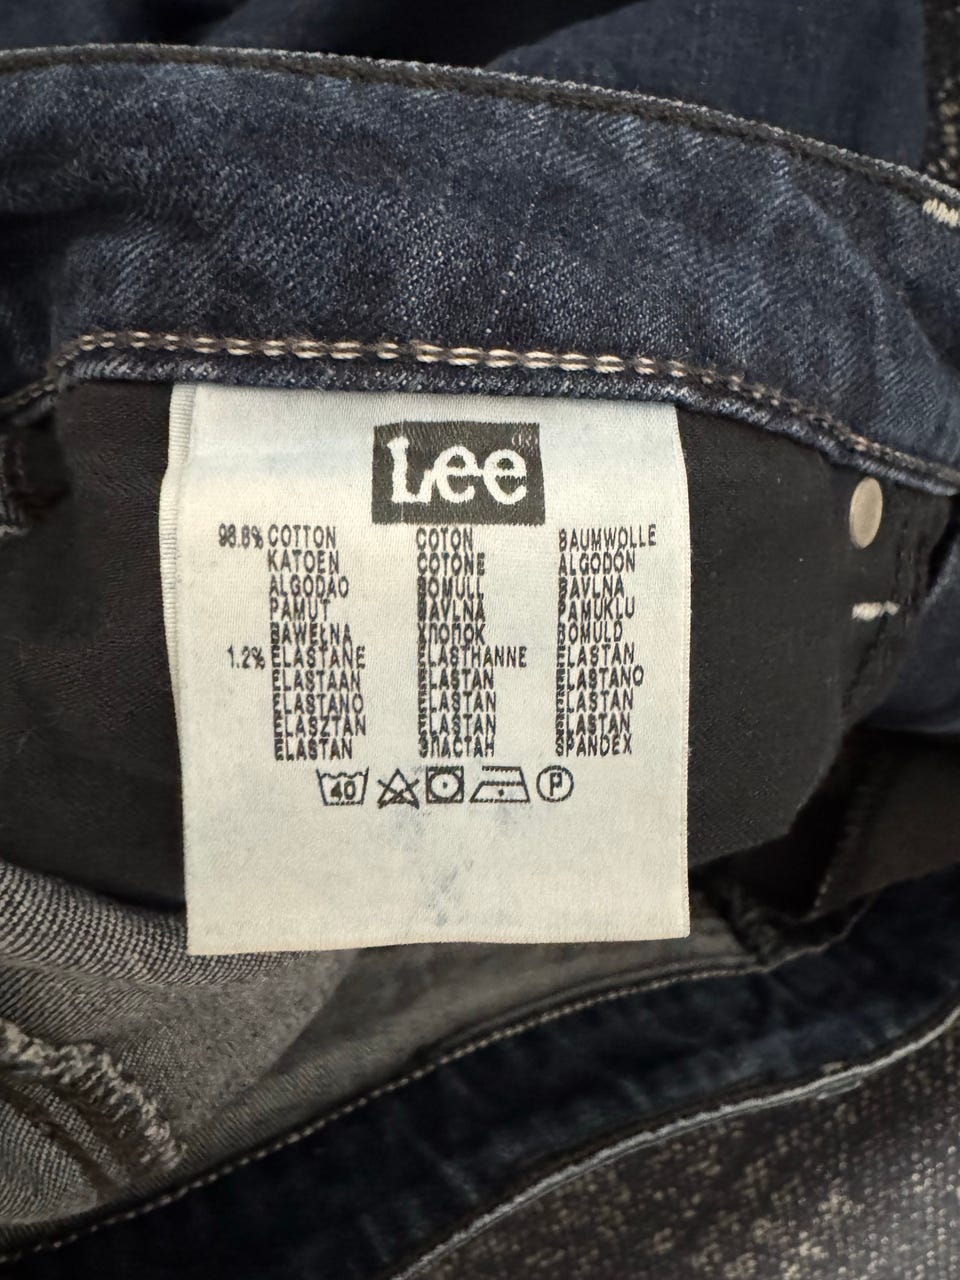 Lee
98.8% COTTON COTON BAUMWOLLE
KATOEN COTONE ALGODÓN
ALGODAO BOMULL BAVLNA
PAMUT BAVLNA PAMUKLU
BAWEŁNA ХЛОПОК BOMULD
1.2% ELASTANE ELASTHANNE ELASTAN
ELASTAAN ELASTAN ELASTANO
ELASTANO ELASTAN ELASTAN
ELASZTAN ELASTAN ELASTAN
ELASTAN ЭЛАСТАН SPANDEX
40 P